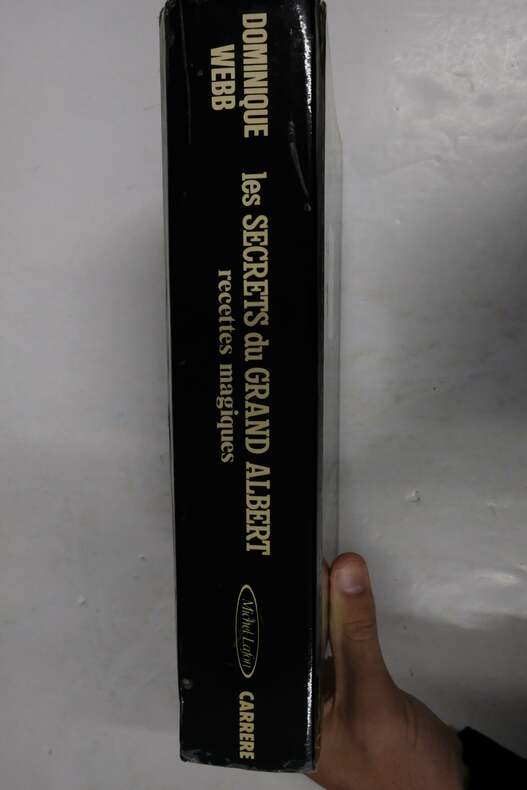 DOMINIQUE
WEBB
les SECRETS du GRAND ALBERT
recettes magiques
Michel Lafon
CARRERE